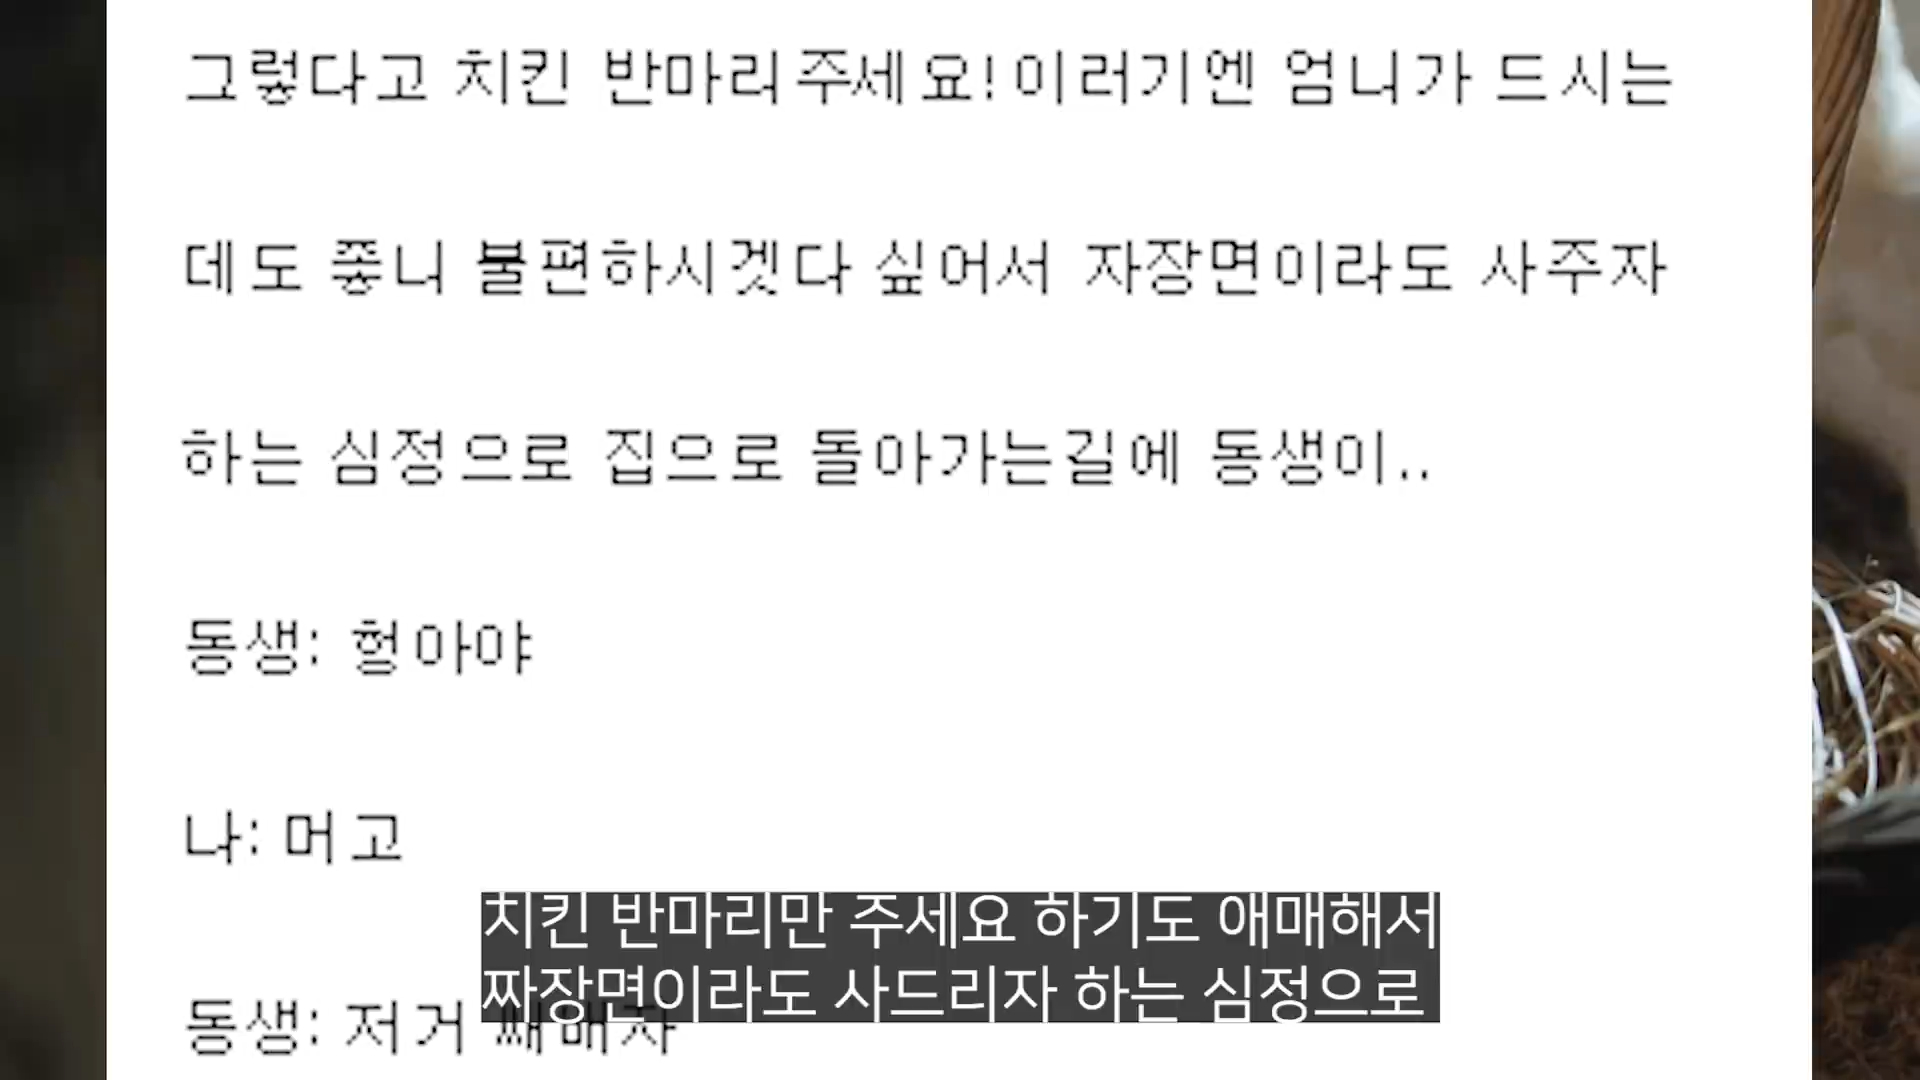 그렇다고 치킨 반마리주세요! 이러기엔 엄니가 드시는
데도 쫗니 불편하시겟다 싶어서 자장면이라도 사주자
하는 심정으로 집으로 돌아가는길에 동생이..
동생: 헝아야
나: 머고
치킨 반마리만 주세요 하기도 애매해서
짜장면이라도 사드리자 하는 심정으로
동생: 저거